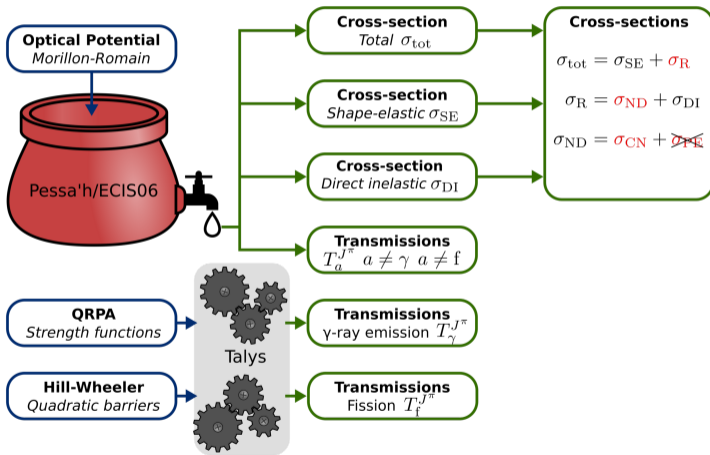 Optical Potential
Morillon-Romain
Pessa'h/ECIS06
Cross-section
Total σ_tot
Cross-section
Shape-elastic σ_SE
Cross-section
Direct inelastic σ_DI
Transmissions
T_a^{J^π} a ≠ γ a ≠ f
Cross-sections
σ_tot = σ_SE + σ_R
σ_R = σ_ND + σ_DI
σ_ND = σ_CN + σ_PE
QRPA
Strength functions
Talys
Transmissions
γ-ray emission T_γ^{J^π}
Hill-Wheeler
Quadratic barriers
Transmissions
Fission T_f^{J^π}